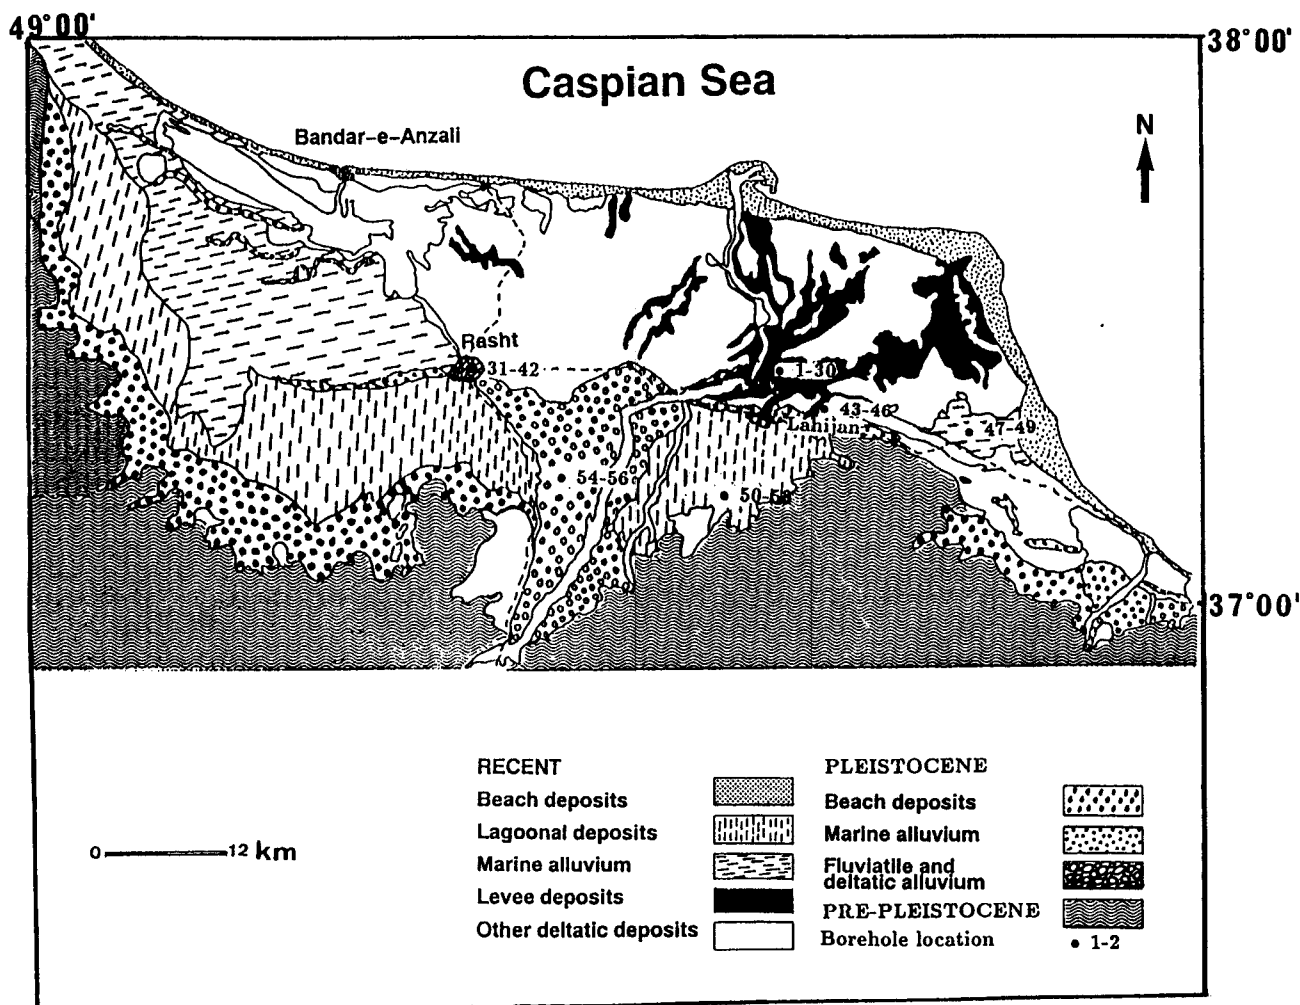 49°00'
38°00'
Caspian Sea
N
Bandar-e-Anzali
Rasht
31-42
1-30
43-46
Lahijan
47-49
54-56
37°00'
RECENT
Beach deposits
Lagoonal deposits
Marine alluvium
Levee deposits
Other deltatic deposits
PLEISTOCENE
Beach deposits
Marine alluvium
Fluviatile and
deltatic alluvium
PRE-PLEISTOCENE
Borehole location
1-2
0 12 km